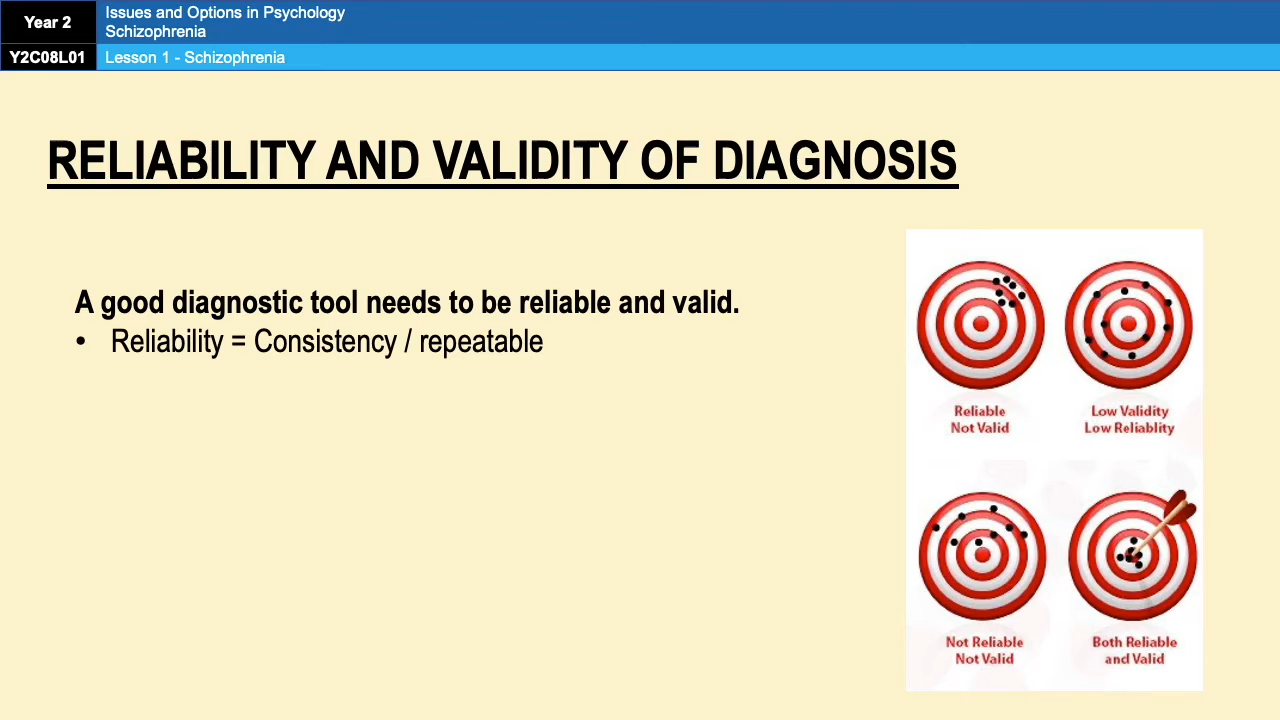 Year 2
Issues and Options in Psychology
Schizophrenia
Y2C08L01
Lesson 1 - Schizophrenia
RELIABILITY AND VALIDITY OF DIAGNOSIS
A good diagnostic tool needs to be reliable and valid.
• Reliability = Consistency / repeatable
Reliable
Not Valid
Low Validity
Low Reliablity
Not Reliable
Not Valid
Both Reliable
and Valid